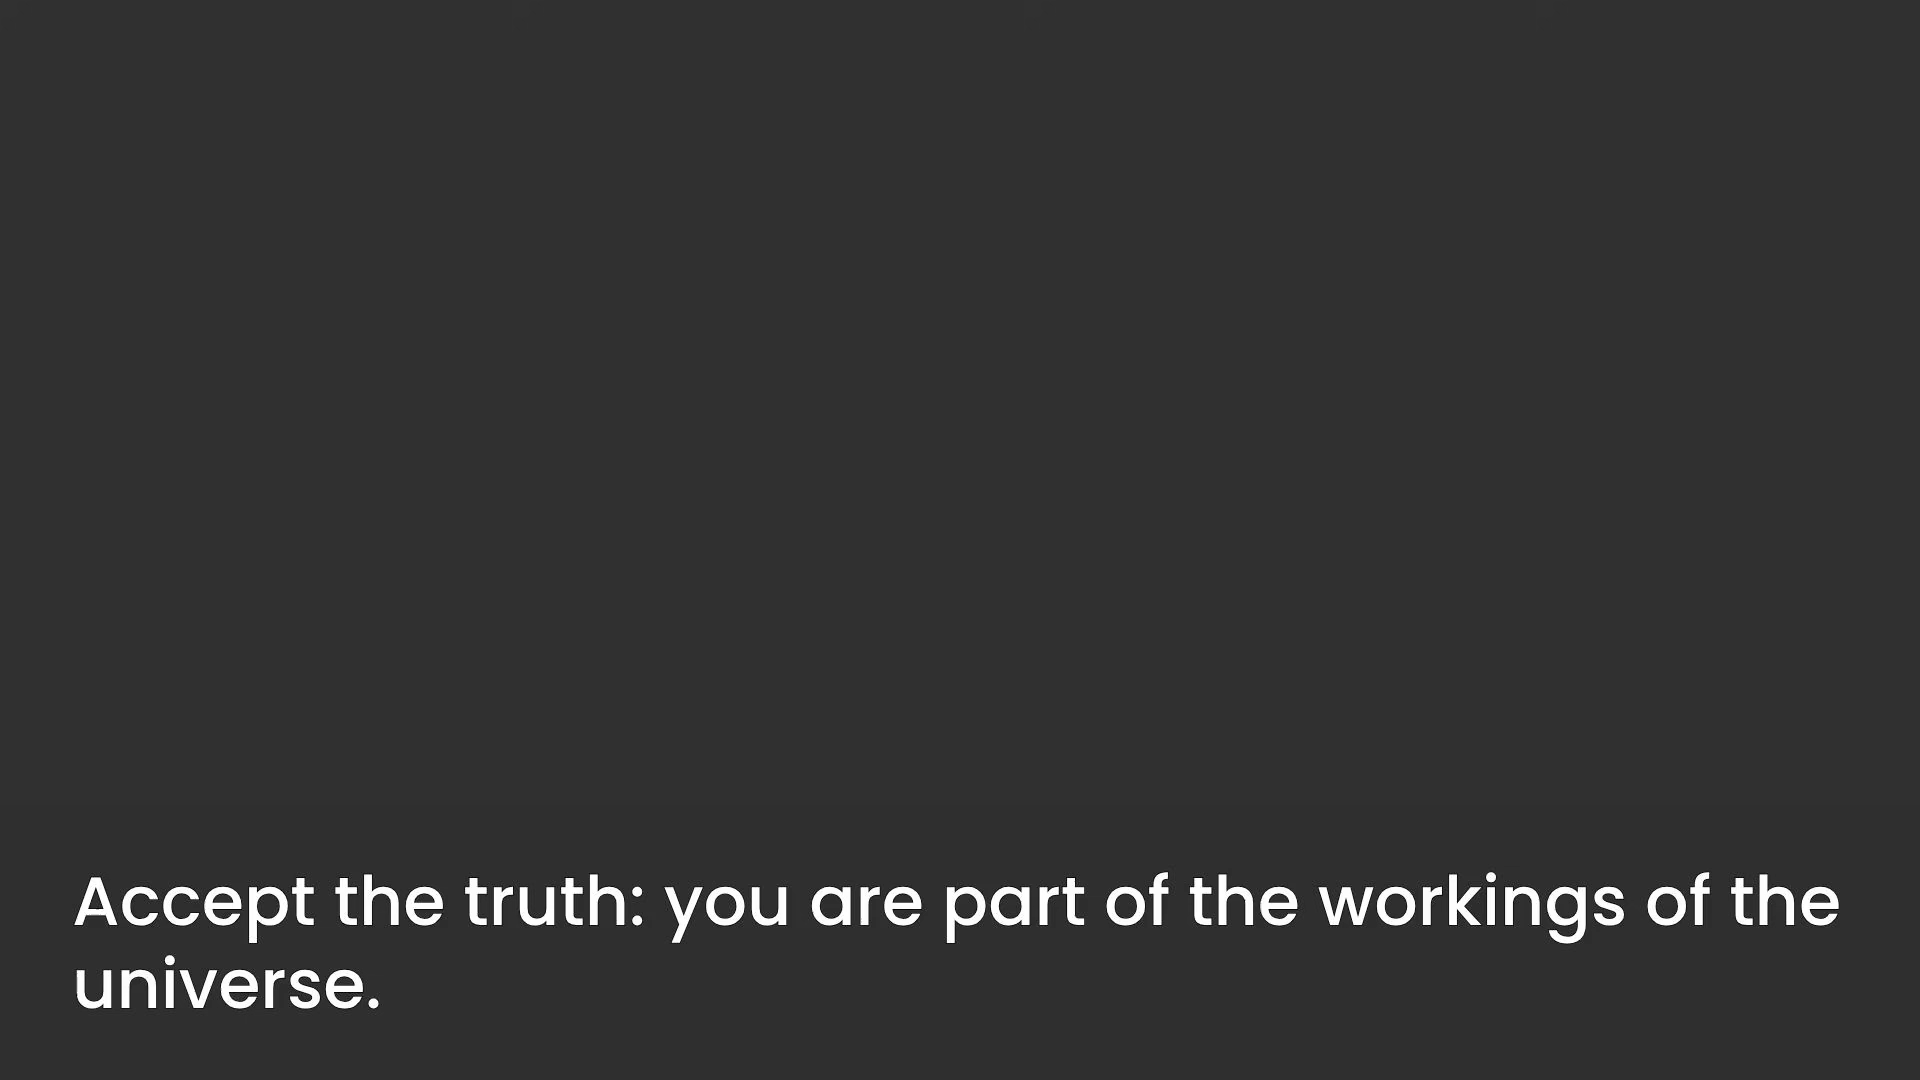 Accept the truth: you are part of the workings of the
universe.